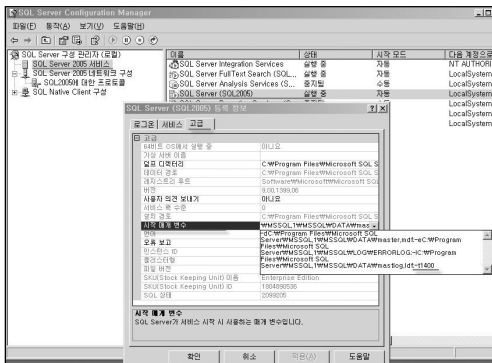 SQL Server Configuration Manager
파일(F) 동작(A) 보기(V) 도움말(H)
SQL Server 구성 관리자 (로컬)
SQL Server 2005 서비스
SQL Server 2005 네트워크 구성
SQL2005에 대한 프로토콜
SQL Native Client 구성
이름 상태 시작 모드 다음 계정으로
SQL Server Integration Services 실행 중 자동 NT AUTHORI
SQL Server FullText Search (SQL... 실행 중 자동 LocalSystem
SQL Server Analysis Services (S... 중지됨 수동 LocalSystem
SQL Server (SQL2005) 실행 중 자동 LocalSystem
LocalSystem
LocalSystem
SQL Server (SQL2005) 등록 정보
로그온 서비스 고급
고급
64비트 OS에서 실행 중 아니요
가상 서버 이름
덤프 디렉터리 C:₩Program Files₩Microsoft SQL S
데이터 경로 C:₩Program Files₩Microsoft SQL S
레지스트리 루트 Software₩Microsoft₩Microsoft SQL
버전 9.00.1399.06
사용자 의견 보내기 아니요
서비스 팩 수준 0
설치 경로 C:₩Program Files₩Microsoft SQL S
시작 매개 변수 ₩MSSQL.1₩MSSQL₩DATA₩mas
언어
오류 보고
인스턴스 ID
클러스터형
파일 버전
SKU(Stock Keeping Unit) 이름 Enterprise Edition
SKU(Stock Keeping Unit) ID 1804890536
SQL 상태 2099205
-dC:₩Program Files₩Microsoft SQL
Server₩MSSQL.1₩MSSQL₩DATA₩master.mdf;-eC:₩Program
Files₩Microsoft SQL
Server₩MSSQL.1₩MSSQL₩LOG₩ERRORLOG;-lC:₩Program
Files₩Microsoft SQL
Server₩MSSQL.1₩MSSQL₩DATA₩mastlog.ldf;-t1400
시작 매개 변수
SQL Server가 서비스 시작 시 사용하는 매개 변수입니다.
확인 취소 적용(A) 도움말